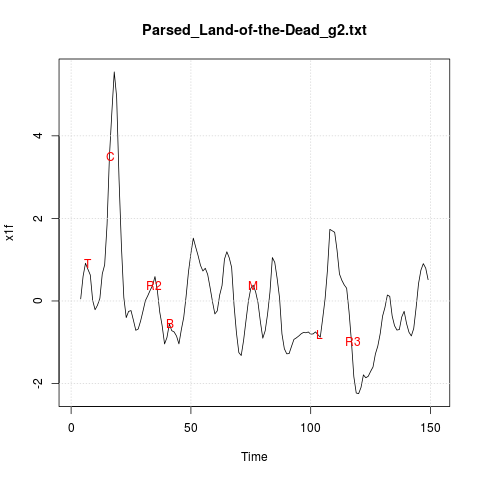 Parsed_Land-of-the-Dead_g2.txt
x1f
4
2
0
-2
C
T
R2
B
M
L
R3
0
50
100
150
Time